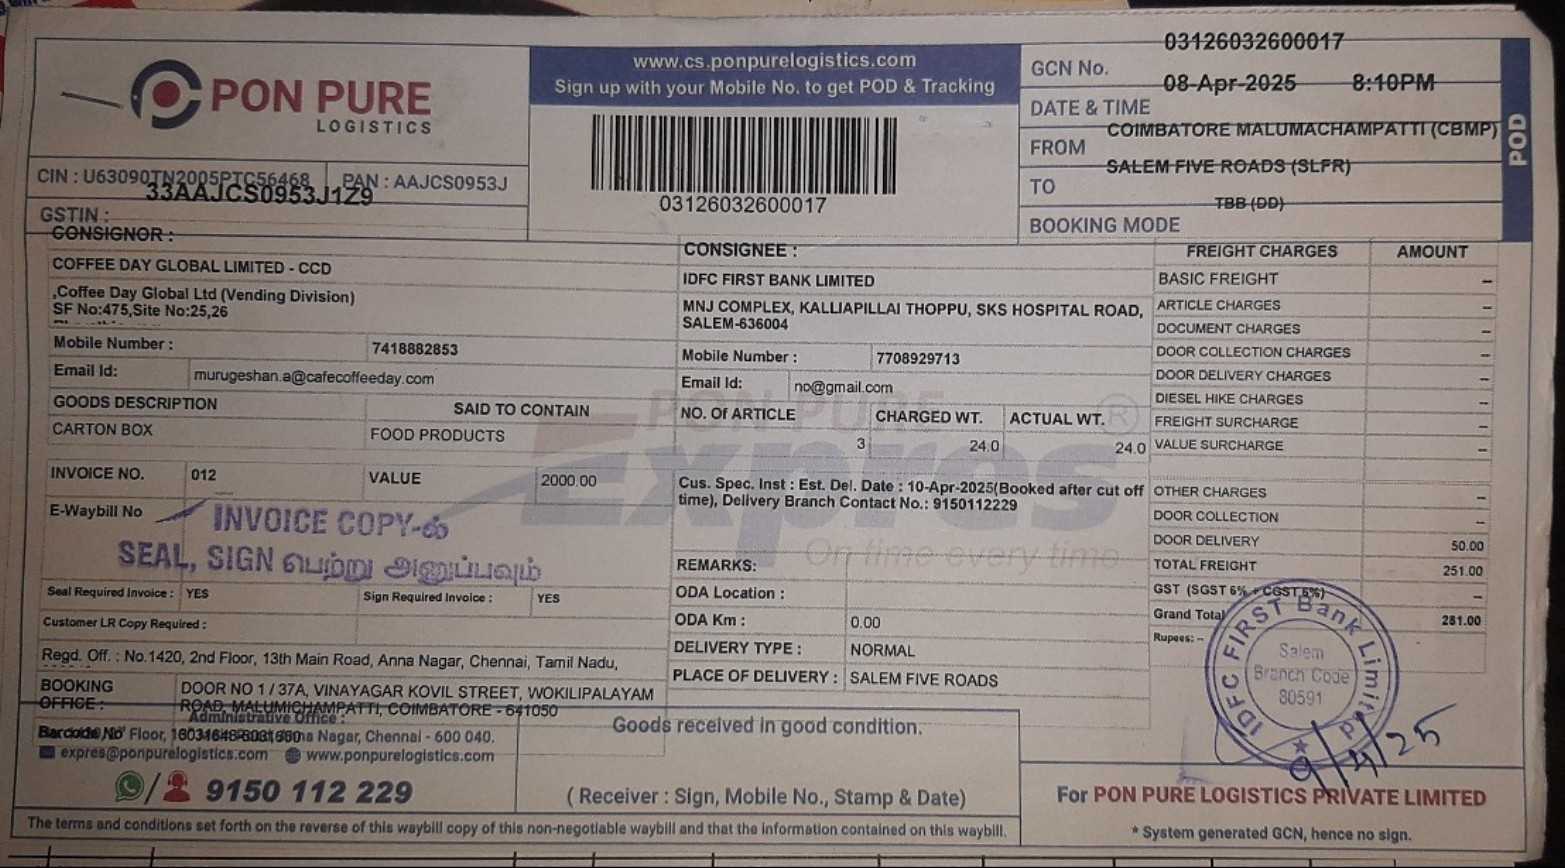 PON PURE
LOGISTICS
CIN : U63090TN2005PTC56468 PAN : AAJCS0953J
33AAJCS0953J1Z9
GSTIN :
www.cs.ponpurelogistics.com
Sign up with your Mobile No. to get POD & Tracking
03126032600017
03126032600017
GCN No.
08-Apr-2025 8:10PM
DATE & TIME
COIMBATORE MALUMACHAMPATTI (CBMP)
FROM
SALEM FIVE ROADS (SLFR)
TO
TBB (DD)
BOOKING MODE
POD
CONSIGNOR :
COFFEE DAY GLOBAL LIMITED - CCD
,Coffee Day Global Ltd (Vending Division)
SF No:475,Site No:25,26
Mobile Number : 7418882853
Email Id: murugeshan.a@cafecoffeeday.com
GOODS DESCRIPTION SAID TO CONTAIN
CARTON BOX FOOD PRODUCTS
INVOICE NO. 012 VALUE 2000.00
E-Waybill No
INVOICE COPY-ல்
SEAL, SIGN பெற்று அனுப்பவும்
Seal Required Invoice : YES Sign Required Invoice : YES
Customer LR Copy Required :
Regd. Off. : No.1420, 2nd Floor, 13th Main Road, Anna Nagar, Chennai, Tamil Nadu,
BOOKING OFFICE : DOOR NO 1 / 37A, VINAYAGAR KOVIL STREET, WOKILIPALAYAM
ROAD, MALUMICHAMPATTI, COIMBATORE - 641050
Administrative Office :
Barcode No Floor, Anna Nagar, Chennai - 600 040.
expres@ponpurelogistics.com www.ponpurelogistics.com
9150 112 229
CONSIGNEE :
IDFC FIRST BANK LIMITED
MNJ COMPLEX, KALLIAPILLAI THOPPU, SKS HOSPITAL ROAD,
SALEM-636004
Mobile Number : 7708929713
Email Id: no@gmail.com
NO. Of ARTICLE CHARGED WT. ACTUAL WT.
3 24.0 24.0
PON PURE
Expres ®
On time every time
Cus. Spec. Inst : Est. Del. Date : 10-Apr-2025(Booked after cut off
time), Delivery Branch Contact No.: 9150112229
REMARKS:
ODA Location :
ODA Km : 0.00
DELIVERY TYPE : NORMAL
PLACE OF DELIVERY : SALEM FIVE ROADS
Goods received in good condition.
( Receiver : Sign, Mobile No., Stamp & Date)
FREIGHT CHARGES AMOUNT
BASIC FREIGHT –
ARTICLE CHARGES –
DOCUMENT CHARGES –
DOOR COLLECTION CHARGES –
DOOR DELIVERY CHARGES –
DIESEL HIKE CHARGES –
FREIGHT SURCHARGE –
VALUE SURCHARGE –
OTHER CHARGES –
DOOR COLLECTION –
DOOR DELIVERY 50.00
TOTAL FREIGHT 251.00
GST (SGST 6% + CGST 6%) –
Grand Total 281.00
Rupees: –
IDFC FIRST Bank Limited
Salem
Branch Code
80591
9/4/25
For PON PURE LOGISTICS PRIVATE LIMITED
* System generated GCN, hence no sign.
The terms and conditions set forth on the reverse of this waybill copy of this non-negotiable waybill and that the information contained on this waybill.